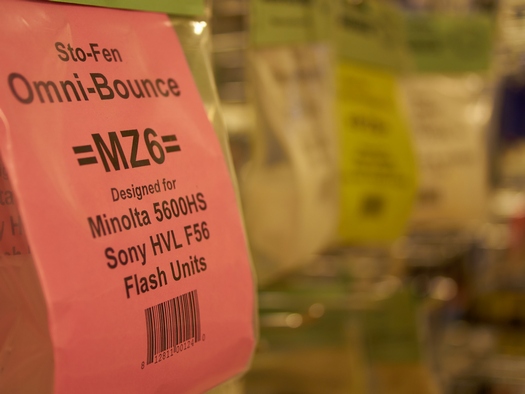 Sto-Fen
Omni-Bounce
=MZ6=
Designed for
Minolta 5600HS
Sony HVL F56
Flash Units